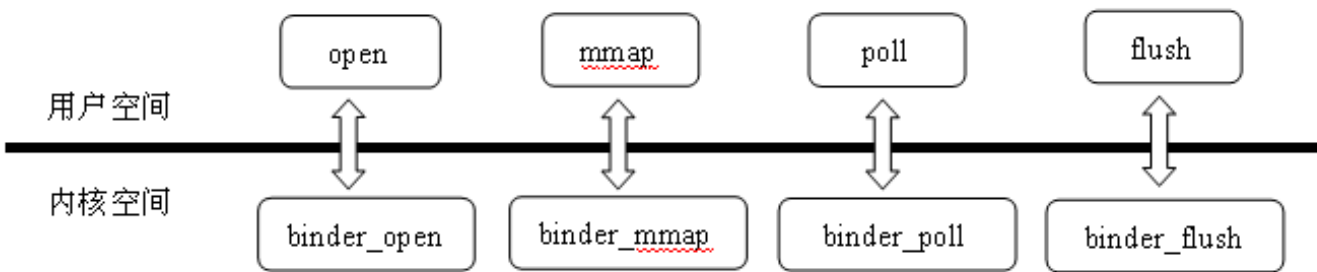 open mmap poll flush
用户空间
内核空间
binder_open binder_mmap binder_poll binder_flush